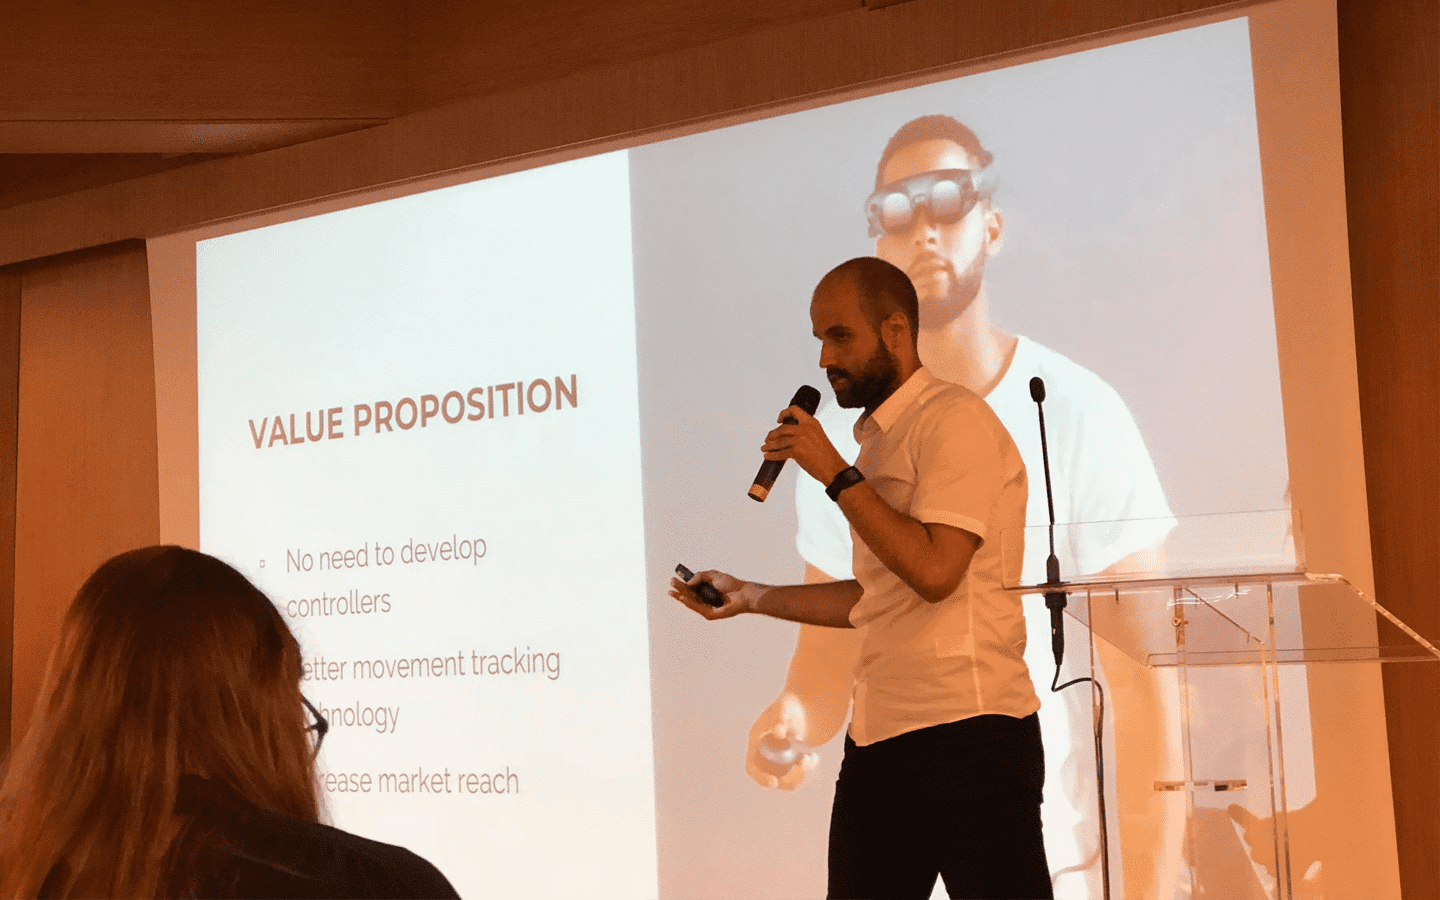 VALUE PROPOSITION
▫ No need to develop
controllers
etter movement tracking
hnology
rease market reach